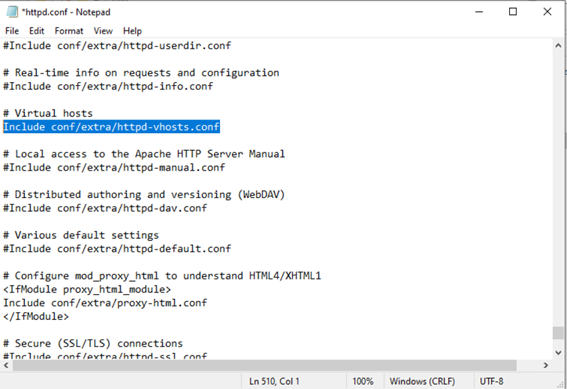 *httpd.conf - Notepad
File Edit Format View Help
#Include conf/extra/httpd-userdir.conf
# Real-time info on requests and configuration
#Include conf/extra/httpd-info.conf
# Virtual hosts
Include conf/extra/httpd-vhosts.conf
# Local access to the Apache HTTP Server Manual
#Include conf/extra/httpd-manual.conf
# Distributed authoring and versioning (WebDAV)
#Include conf/extra/httpd-dav.conf
# Various default settings
#Include conf/extra/httpd-default.conf
# Configure mod_proxy_html to understand HTML4/XHTML1
<IfModule proxy_html_module>
Include conf/extra/proxy-html.conf
</IfModule>
# Secure (SSL/TLS) connections
#Include conf/extra/httpd-ssl.conf
Ln 510, Col 1 100% Windows (CRLF) UTF-8